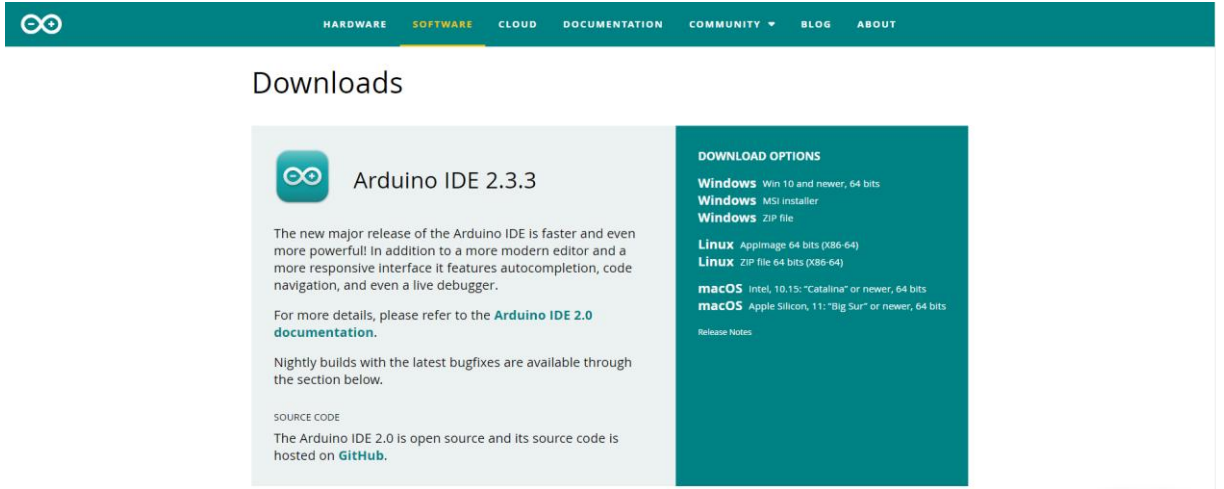 HARDWARE SOFTWARE CLOUD DOCUMENTATION COMMUNITY BLOG ABOUT
Downloads
Arduino IDE 2.3.3
The new major release of the Arduino IDE is faster and even
more powerful! In addition to a more modern editor and a
more responsive interface it features autocompletion, code
navigation, and even a live debugger.
For more details, please refer to the Arduino IDE 2.0
documentation.
Nightly builds with the latest bugfixes are available through
the section below.
SOURCE CODE
The Arduino IDE 2.0 is open source and its source code is
hosted on GitHub.
DOWNLOAD OPTIONS
Windows Win 10 and newer, 64 bits
Windows MSI installer
Windows ZIP file
Linux AppImage 64 bits (X86-64)
Linux ZIP file 64 bits (X86-64)
macOS Intel, 10.15: “Catalina” or newer, 64 bits
macOS Apple Silicon, 11: “Big Sur” or newer, 64 bits
Release Notes